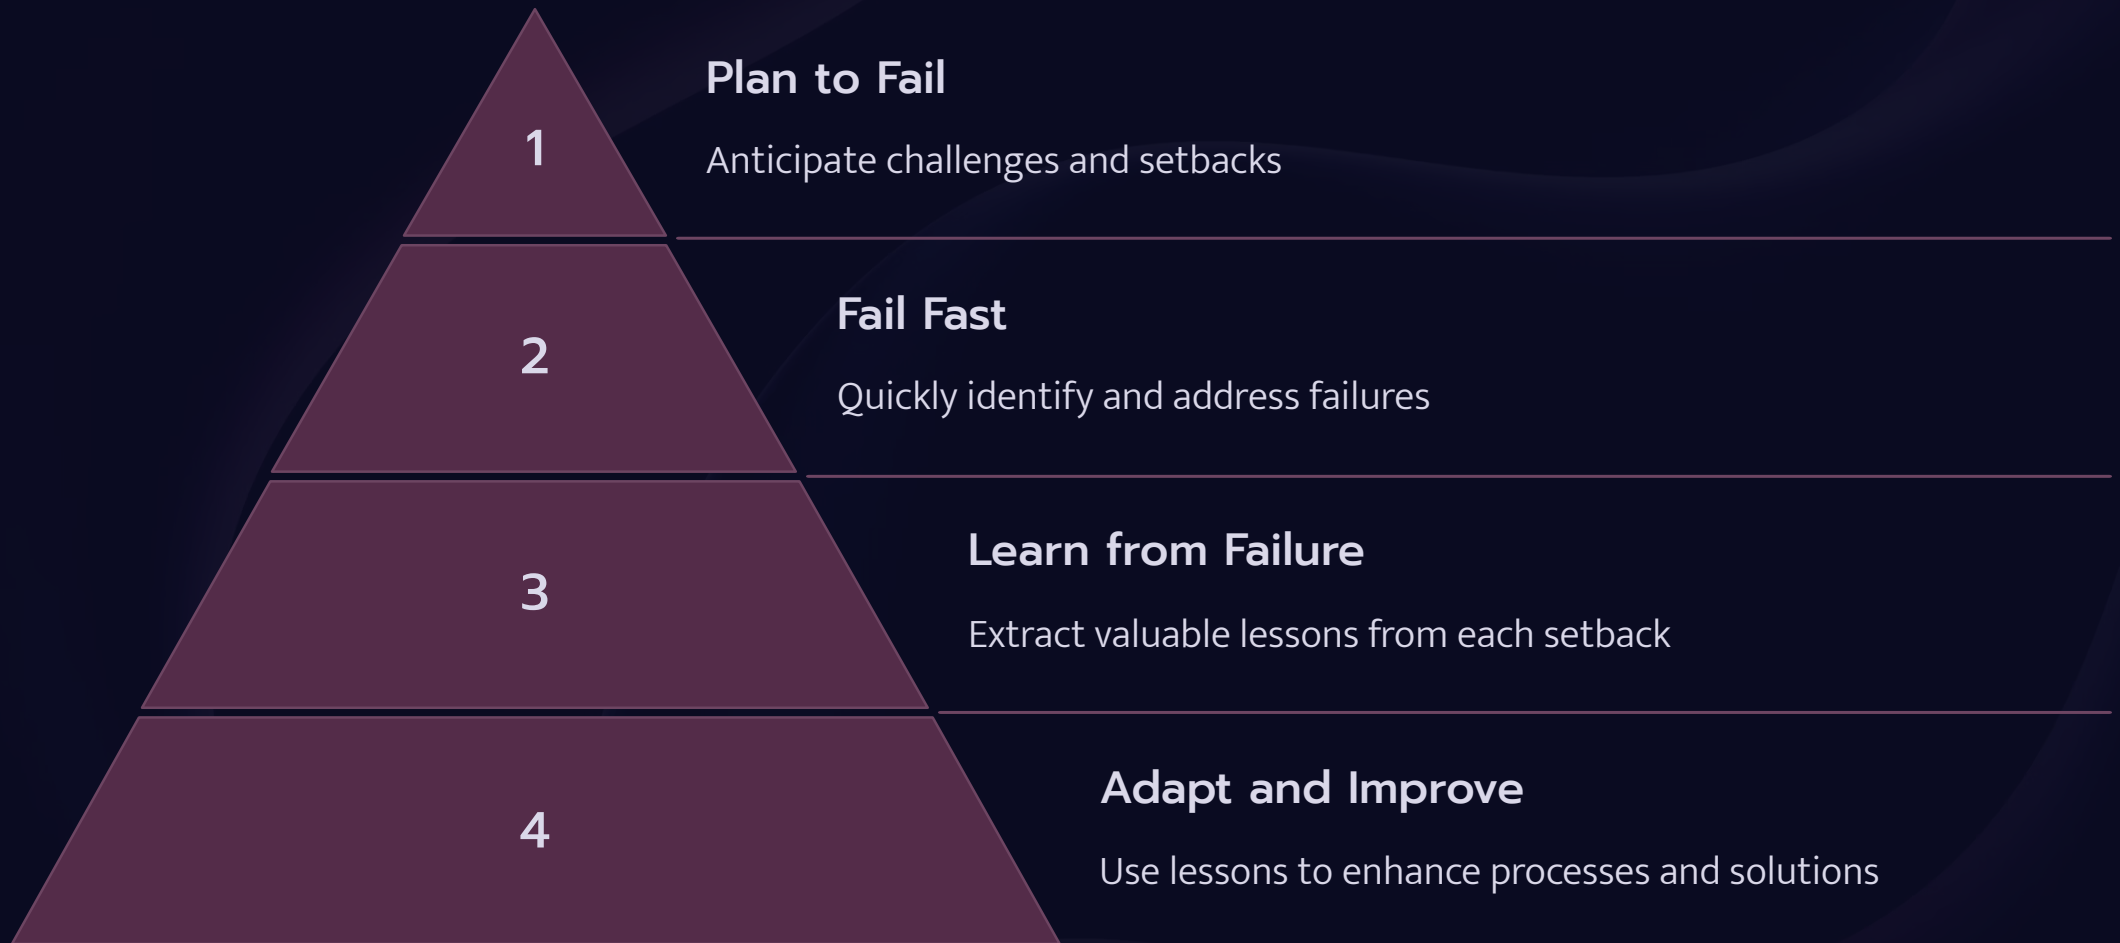 1
Plan to Fail
Anticipate challenges and setbacks
2
Fail Fast
Quickly identify and address failures
3
Learn from Failure
Extract valuable lessons from each setback
4
Adapt and Improve
Use lessons to enhance processes and solutions